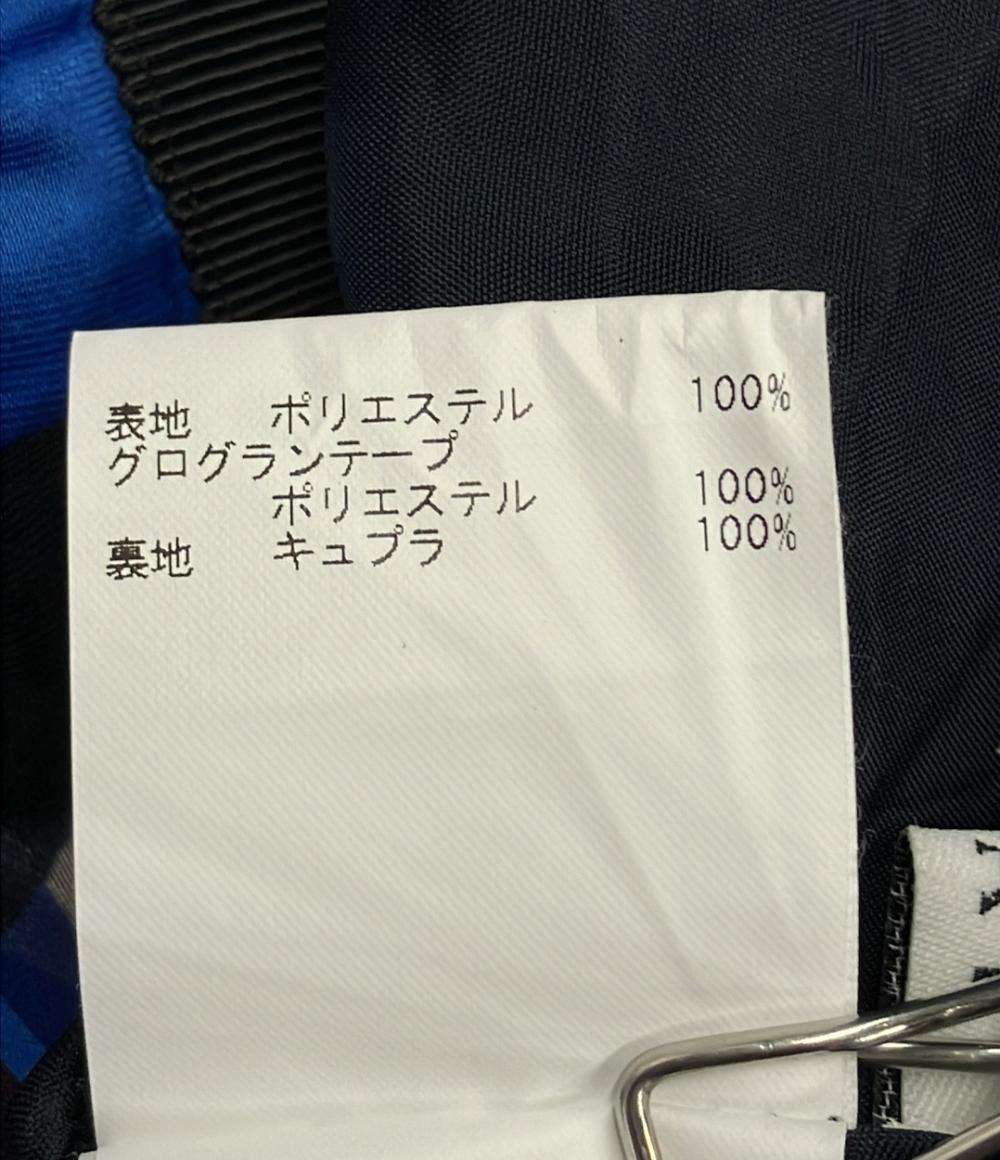 表地 ポリエステル 100%
グログランテープ
ポリエステル 100%
裏地 キュプラ 100%